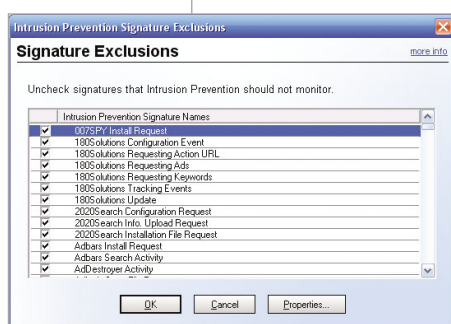 Intrusion Prevention Signature Exclusions
Signature Exclusions
more info
Uncheck signatures that Intrusion Prevention should not monitor.
Intrusion Prevention Signature Names
007SPY Install Request
180Solutions Configuration Event
180Solutions Requesting Action URL
180Solutions Requesting Ads
180Solutions Requesting Keywords
180Solutions Tracking Events
180Solutions Update
2020Search Configuration Request
2020Search Info. Upload Request
2020Search Installation File Request
Adbars Install Request
Adbars Search Activity
AdDestroyer Activity
OK Cancel Properties...